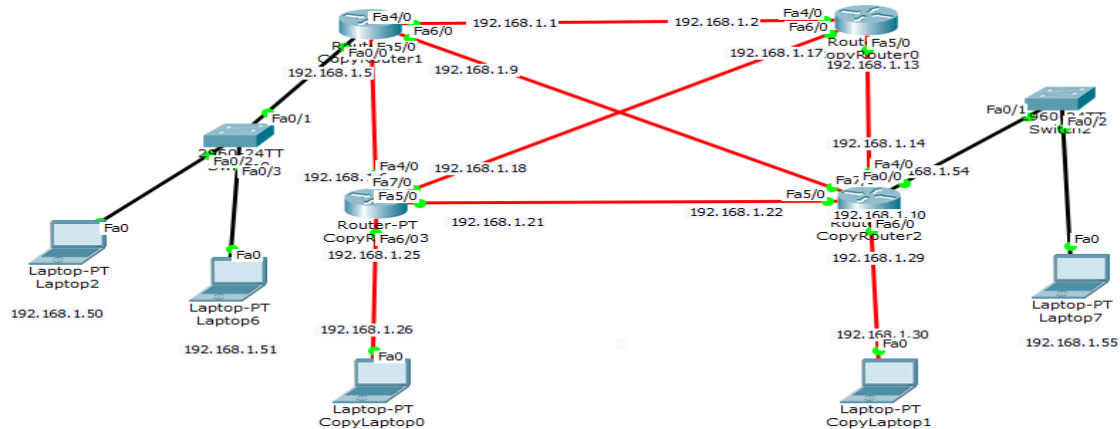 Fa4/0
192.168.1.1
192.168.1.2
Fa4/0
Fa6/0
Fa6/0
Fa5/0
Fa0/0
CopyRouter1
Fa5/0
CopyRouter0
192.168.1.17
192.168.1.5
192.168.1.9
192.168.1.13
Fa0/1
Fa0/1
Fa0/2
Switch2
Fa0/2
Fa0/3
192.168.1.14
192.168.1.18
Fa4/0
Fa4/0
Fa7/0
Fa0/0
Fa5/0
Fa5/0
192.168.1.21
192.168.1.22
192.168.1.10
Router-PT
Fa6/0
Fa6/0
CopyRouter2
Fa0
Fa0
Fa0
192.168.1.25
192.168.1.29
Laptop-PT
Laptop2
Laptop-PT
Laptop6
Laptop-PT
Laptop7
192.168.1.50
192.168.1.26
192.168.1.30
192.168.1.51
192.168.1.55
Fa0
Fa0
Laptop-PT
CopyLaptop0
Laptop-PT
CopyLaptop1